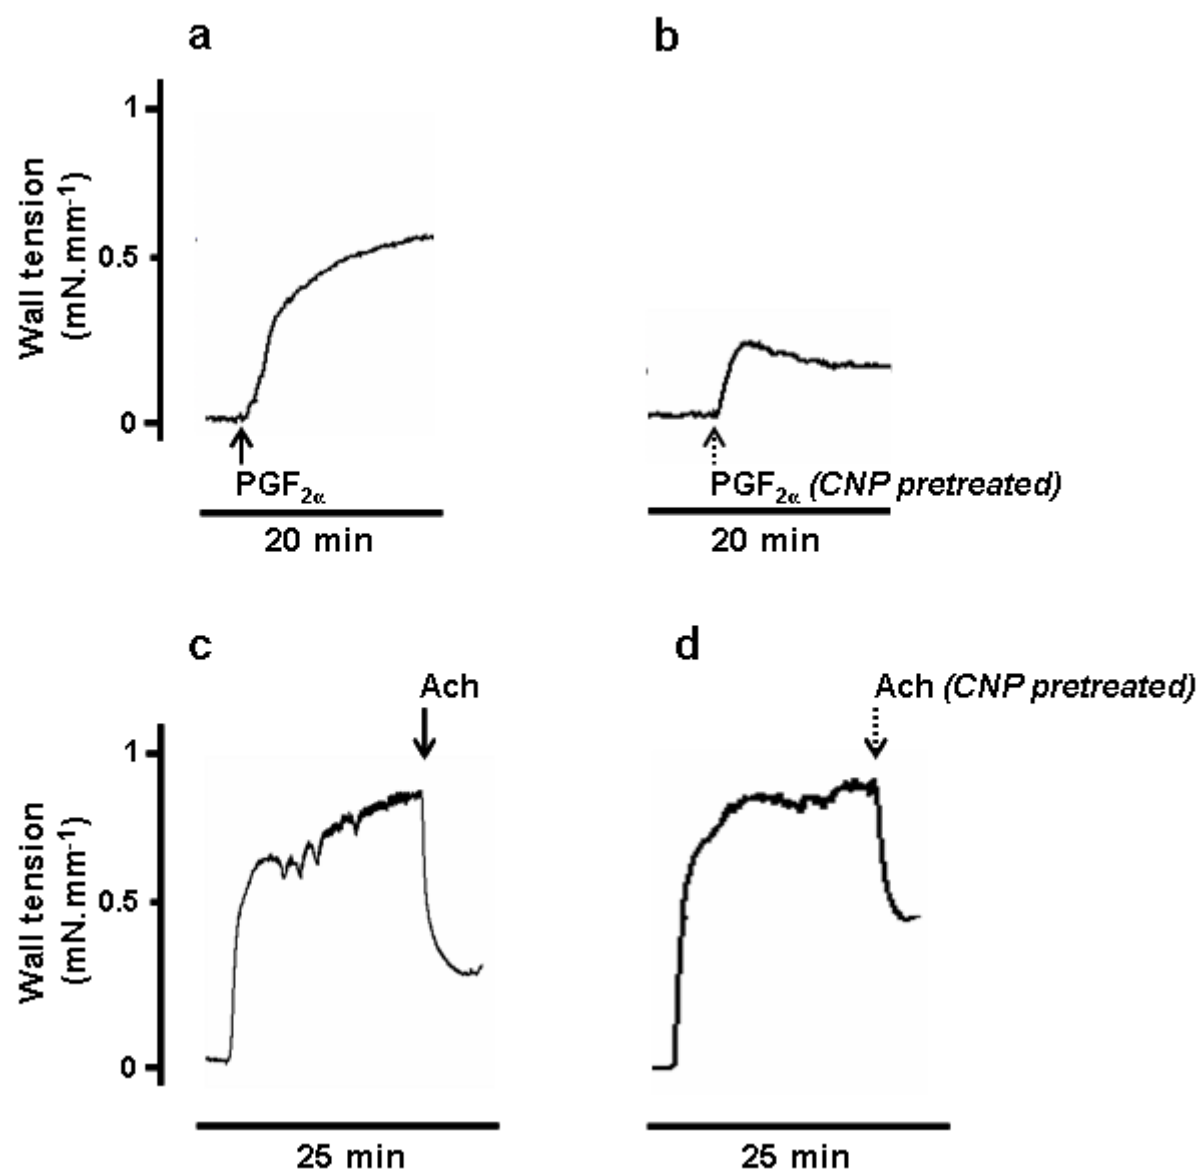 a
b
Wall tension
(mN.mm-1)
1
0.5
0
PGF2α
PGF2α (CNP pretreated)
20 min
20 min
c
d
Ach
Ach (CNP pretreated)
Wall tension
(mN.mm-1)
1
0.5
0
25 min
25 min